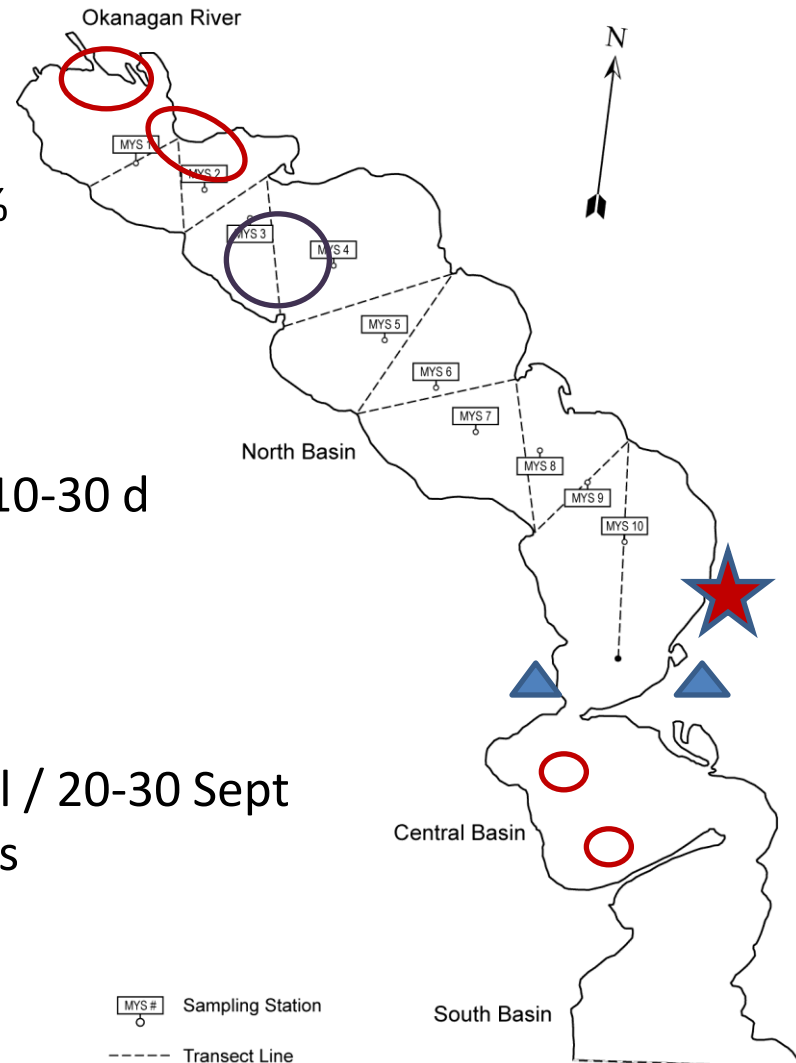 Okanagan River
N
MYS 1
MYS 2
%
MYS 3
MYS 4
MYS 5
MYS 6
MYS 7
North Basin
MYS 8
10-30 d
MYS 9
MYS 10
l / 20-30 Sept
Central Basin
s
MYS # Sampling Station
South Basin
Transect Line